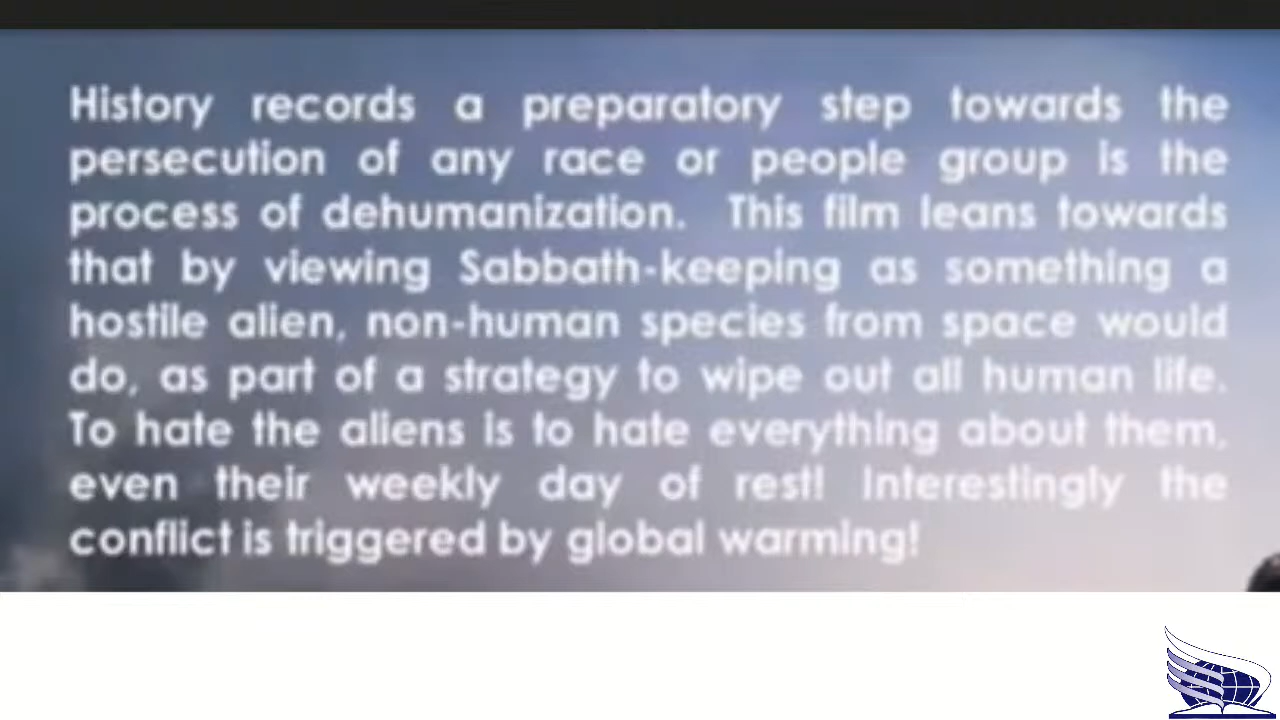 History records a preparatory step towards the
persecution of any race or people group is the
process of dehumanization. This film leans towards
that by viewing Sabbath-keeping as something a
hostile alien, non-human species from space would
do, as part of a strategy to wipe out all human life.
To hate the aliens is to hate everything about them,
even their weekly day of rest! Interestingly the
conflict is triggered by global warming!